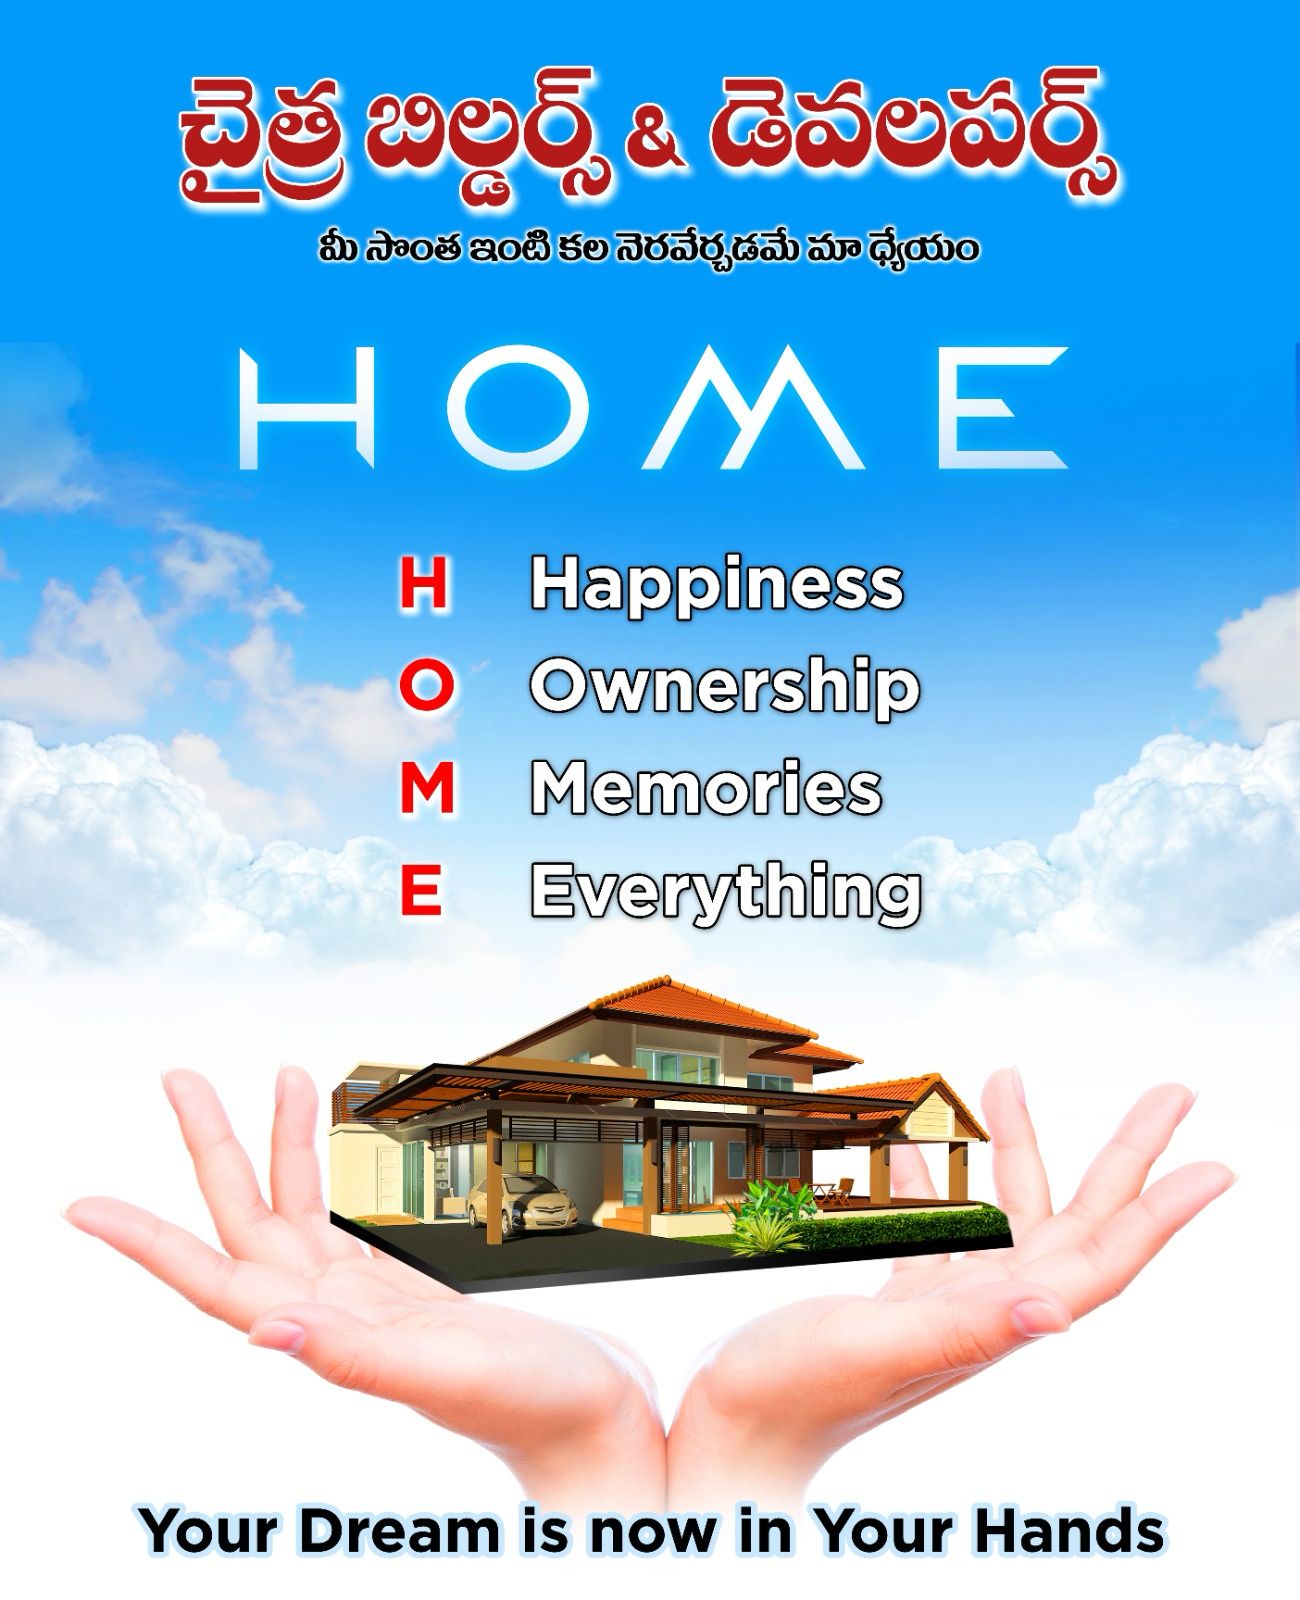 చైత్ర బిల్డర్స్ & డెవలపర్స్
మీ సొంత ఇంటి కల నెరవేర్చడమే మా ధ్యేయం
HOME
H Happiness
O Ownership
M Memories
E Everything
Your Dream is now in Your Hands